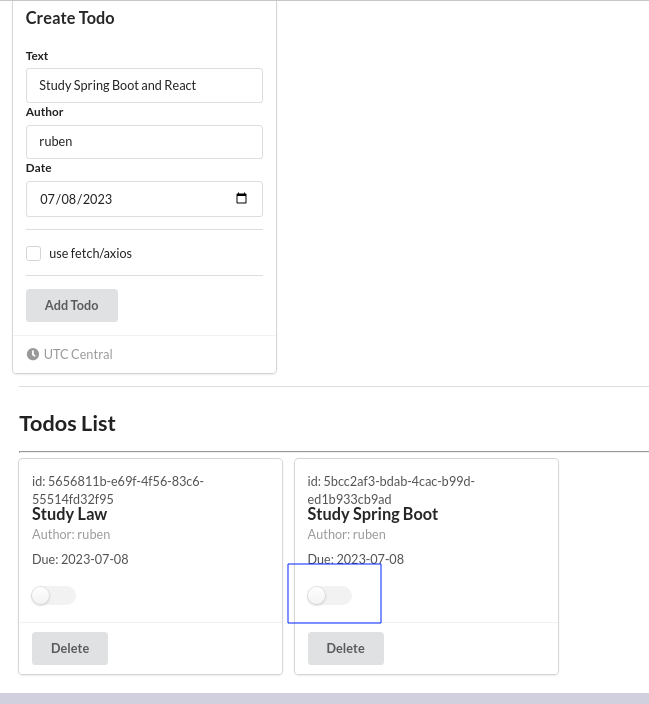 Create Todo
Text
Study Spring Boot and React
Author
ruben
Date
07/08/2023
use fetch/axios
Add Todo
UTC Central
Todos List
id: 5656811b-e69f-4f56-83c6-
55514fd32f95
Study Law
Author: ruben
Due: 2023-07-08
Delete
id: 5bcc2af3-bdab-4cac-b99d-
ed1b933cb9ad
Study Spring Boot
Author: ruben
Due: 2023-07-08
Delete